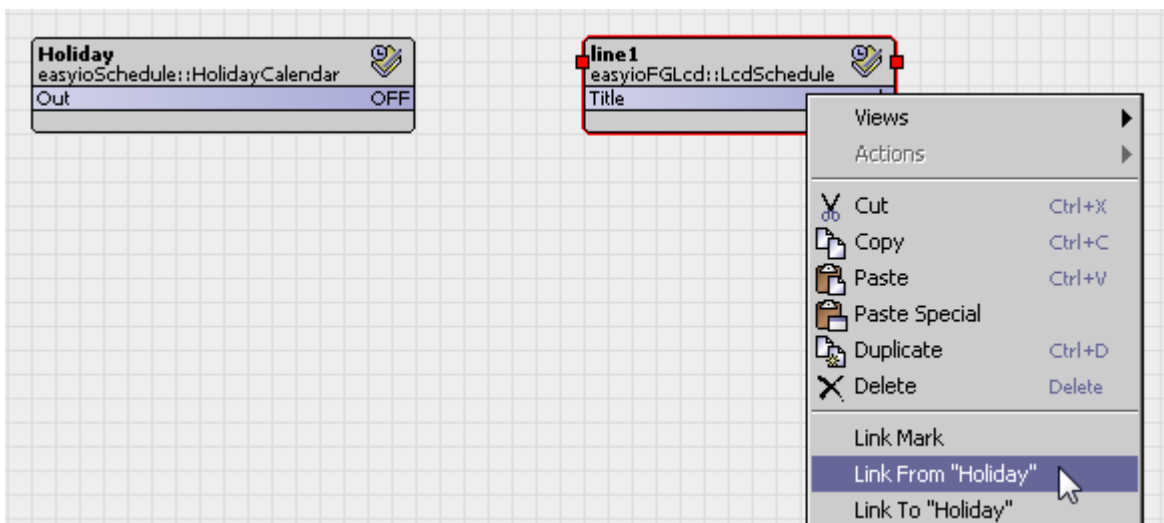 Holiday
easyioSchedule::HolidayCalendar
Out OFF
line1
easyioFGLcd::LcdSchedule
Title
Views
Actions
Cut Ctrl+X
Copy Ctrl+C
Paste Ctrl+V
Paste Special
Duplicate Ctrl+D
Delete Delete
Link Mark
Link From "Holiday"
Link To "Holiday"